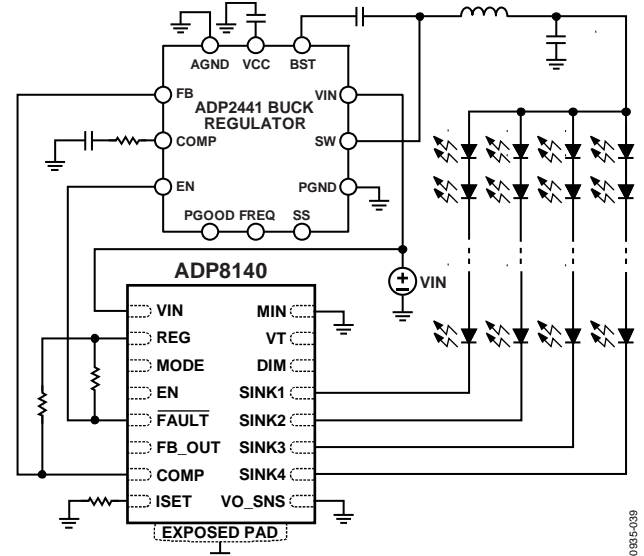 AGND VCC BST
FB
VIN
ADP2441 BUCK
REGULATOR
COMP
SW
EN
PGND
PGOOD FREQ SS
VIN
ADP8140
VIN
MIN
REG
VT
MODE
DIM
EN
SINK1
FAULT
SINK2
FB_OUT
SINK3
COMP
SINK4
ISET
VO_SNS
EXPOSED PAD
0935-039